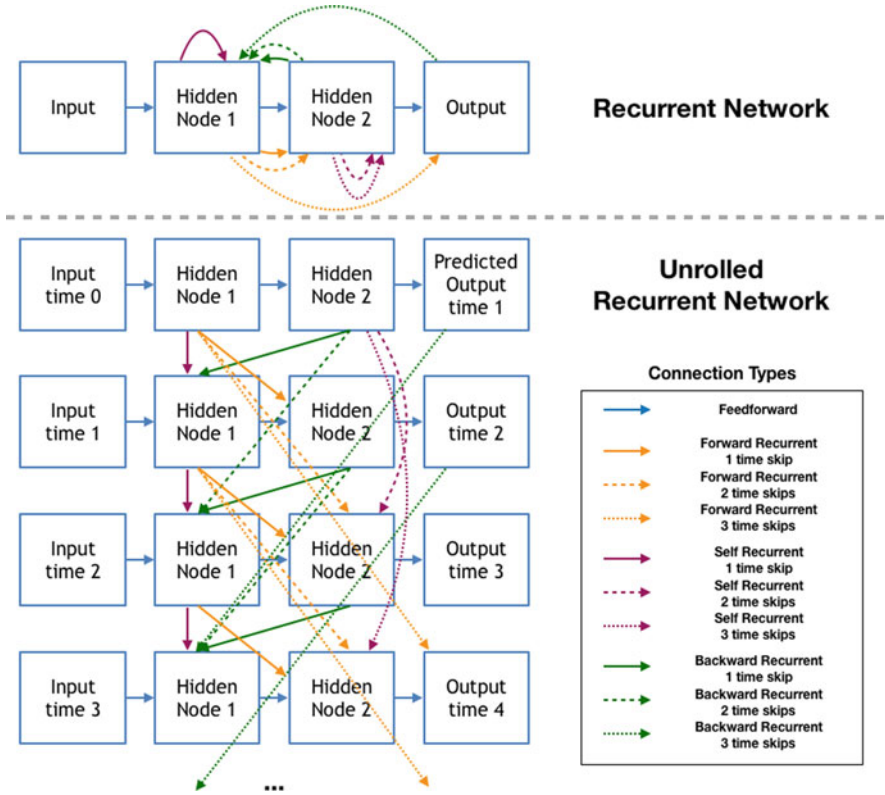 Input
Hidden
Node 1
Hidden
Node 2
Output
Recurrent Network
Input
time 0
Hidden
Node 1
Hidden
Node 2
Predicted
Output
time 1
Unrolled
Recurrent Network
Input
time 1
Hidden
Node 1
Hidden
Node 2
Output
time 2
Input
time 2
Hidden
Node 1
Hidden
Node 2
Output
time 3
Input
time 3
Hidden
Node 1
Hidden
Node 2
Output
time 4
...
Connection Types
Feedforward
Forward Recurrent
1 time skip
Forward Recurrent
2 time skips
Forward Recurrent
3 time skips
Self Recurrent
1 time skip
Self Recurrent
2 time skips
Self Recurrent
3 time skips
Backward Recurrent
1 time skip
Backward Recurrent
2 time skips
Backward Recurrent
3 time skips